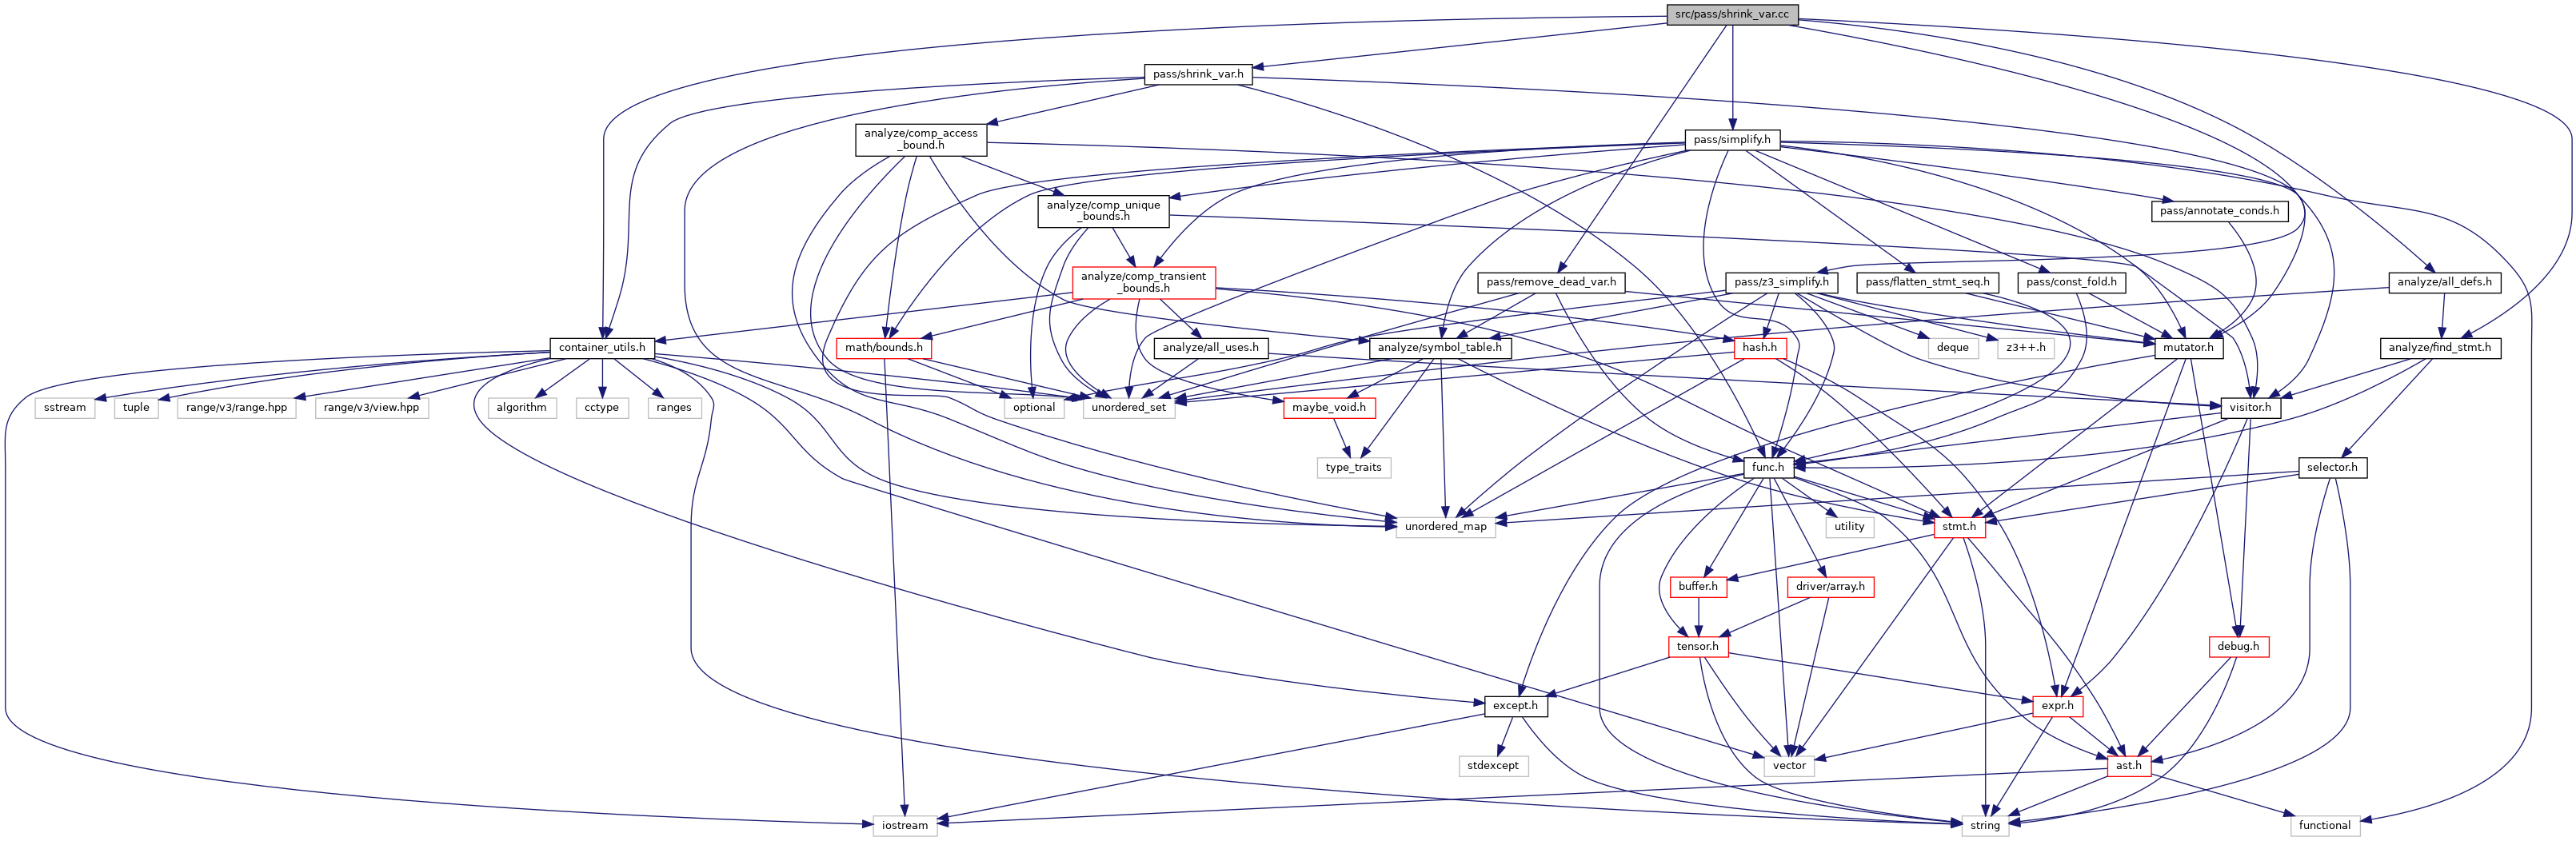 src/pass/shrink_var.cc
pass/shrink_var.h
analyze/comp_access
_bound.h
pass/simplify.h
analyze/comp_unique
_bounds.h
pass/annotate_conds.h
analyze/comp_transient
_bounds.h
pass/remove_dead_var.h
pass/z3_simplify.h
pass/flatten_stmt_seq.h
pass/const_fold.h
analyze/all_defs.h
container_utils.h
math/bounds.h
analyze/all_uses.h
hash.h
analyze/symbol_table.h
deque
z3++.h
mutator.h
analyze/find_stmt.h
sstream
tuple
range/v3/range.hpp
range/v3/view.hpp
algorithm
cctype
ranges
optional
unordered_set
maybe_void.h
visitor.h
type_traits
func.h
selector.h
unordered_map
utility
stmt.h
buffer.h
driver/array.h
tensor.h
debug.h
except.h
expr.h
stdexcept
vector
ast.h
iostream
string
functional